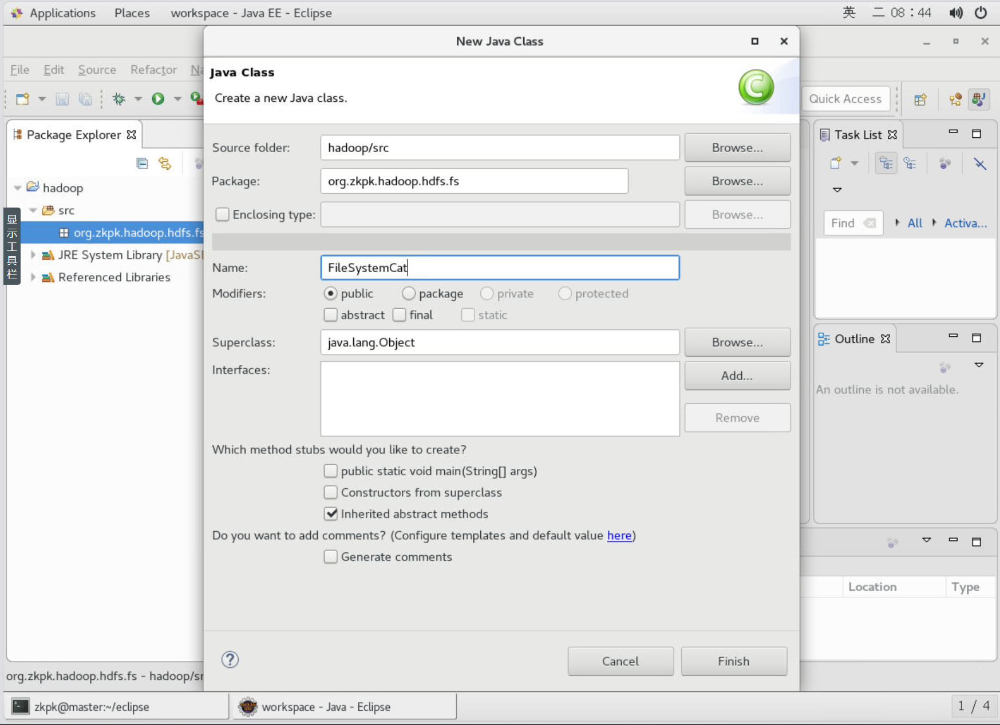 Applications Places workspace - Java EE - Eclipse 英 二 08：44
New Java Class
File Edit Source Refactor Na
Java Class
Create a new Java class.
Quick Access
Package Explorer
Task List
Source folder: hadoop/src Browse...
Package: org.zkpk.hadoop.hdfs.fs Browse...
Enclosing type: Browse...
hadoop
src
org.zkpk.hadoop.hdfs.fs
JRE System Library [JavaSE
Referenced Libraries
显示工具栏
Find All Activa...
Name: FileSystemCat
Modifiers: public package private protected
abstract final static
Superclass: java.lang.Object Browse...
Interfaces: Add...
Remove
Outline
An outline is not available.
Which method stubs would you like to create?
public static void main(String[] args)
Constructors from superclass
Inherited abstract methods
Do you want to add comments? (Configure templates and default value here)
Generate comments
Location Type
? Cancel Finish
org.zkpk.hadoop.hdfs.fs - hadoop/sr
zkpk@master:~/eclipse workspace - Java - Eclipse 1 / 4